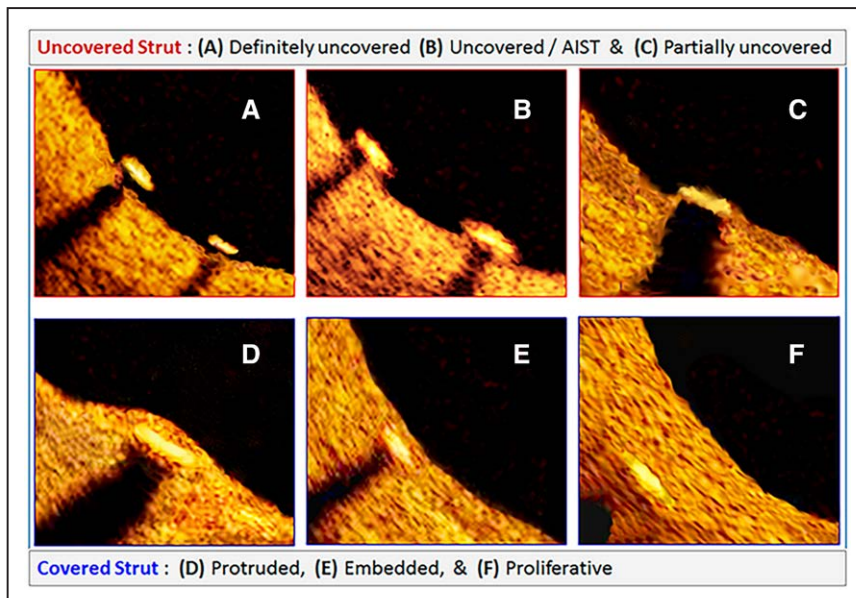 Uncovered Strut : (A) Definitely uncovered (B) Uncovered / AIST & (C) Partially uncovered
A
B
C
D
E
F
Covered Strut : (D) Protruded, (E) Embedded, & (F) Proliferative